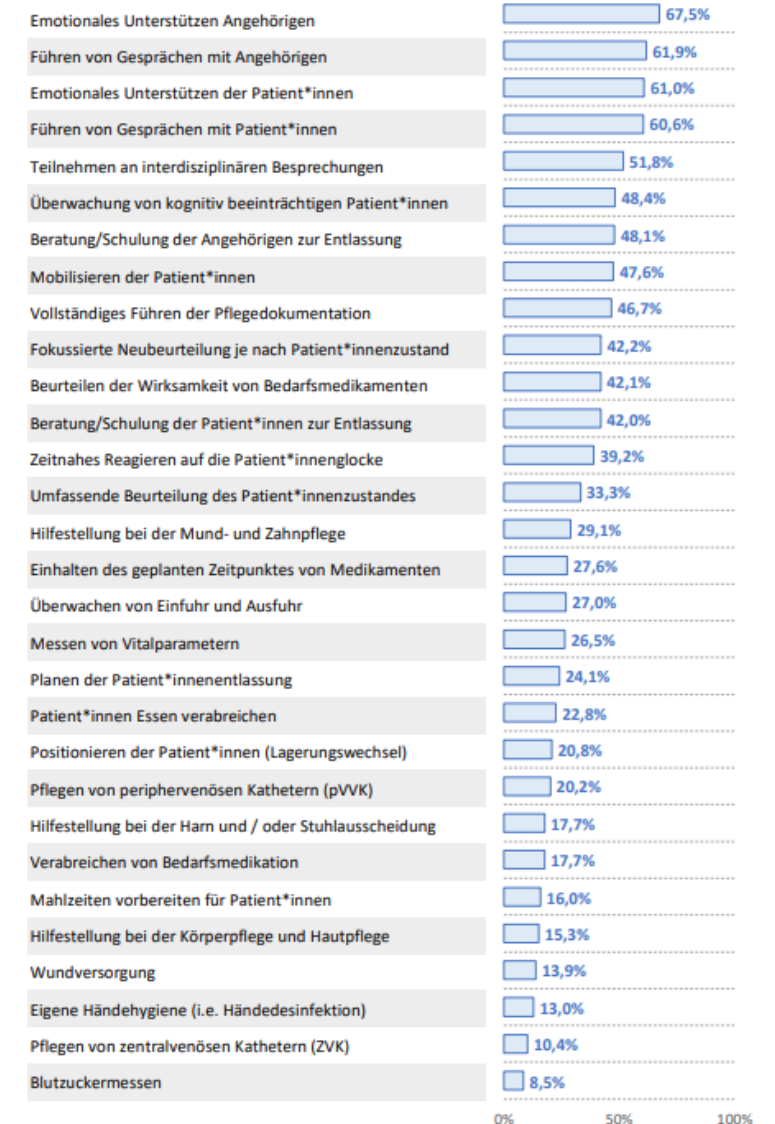 Emotionales Unterstützen Angehörigen 67,5%
Führen von Gesprächen mit Angehörigen 61,9%
Emotionales Unterstützen der Patient*innen 61,0%
Führen von Gesprächen mit Patient*innen 60,6%
Teilnehmen an interdisziplinären Besprechungen 51,8%
Überwachung von kognitiv beeinträchtigen Patient*innen 48,4%
Beratung/Schulung der Angehörigen zur Entlassung 48,1%
Mobilisieren der Patient*innen 47,6%
Vollständiges Führen der Pflegedokumentation 46,7%
Fokussierte Neubeurteilung je nach Patient*innenzustand 42,2%
Beurteilen der Wirksamkeit von Bedarfsmedikamenten 42,1%
Beratung/Schulung der Patient*innen zur Entlassung 42,0%
Zeitnahes Reagieren auf die Patient*innenglocke 39,2%
Umfassende Beurteilung des Patient*innenzustandes 33,3%
Hilfestellung bei der Mund- und Zahnpflege 29,1%
Einhalten des geplanten Zeitpunktes von Medikamenten 27,6%
Überwachen von Einfuhr und Ausfuhr 27,0%
Messen von Vitalparametern 26,5%
Planen der Patient*innenentlassung 24,1%
Patient*innen Essen verabreichen 22,8%
Positionieren der Patient*innen (Lagerungswechsel) 20,8%
Pflegen von periphervenösen Kathetern (pVVK) 20,2%
Hilfestellung bei der Harn und / oder Stuhlausscheidung 17,7%
Verabreichen von Bedarfsmedikation 17,7%
Mahlzeiten vorbereiten für Patient*innen 16,0%
Hilfestellung bei der Körperpflege und Hautpflege 15,3%
Wundversorgung 13,9%
Eigene Händehygiene (i.e. Händedesinfektion) 13,0%
Pflegen von zentralvenösen Kathetern (ZVK) 10,4%
Blutzuckermessen 8,5%
0% 50% 100%